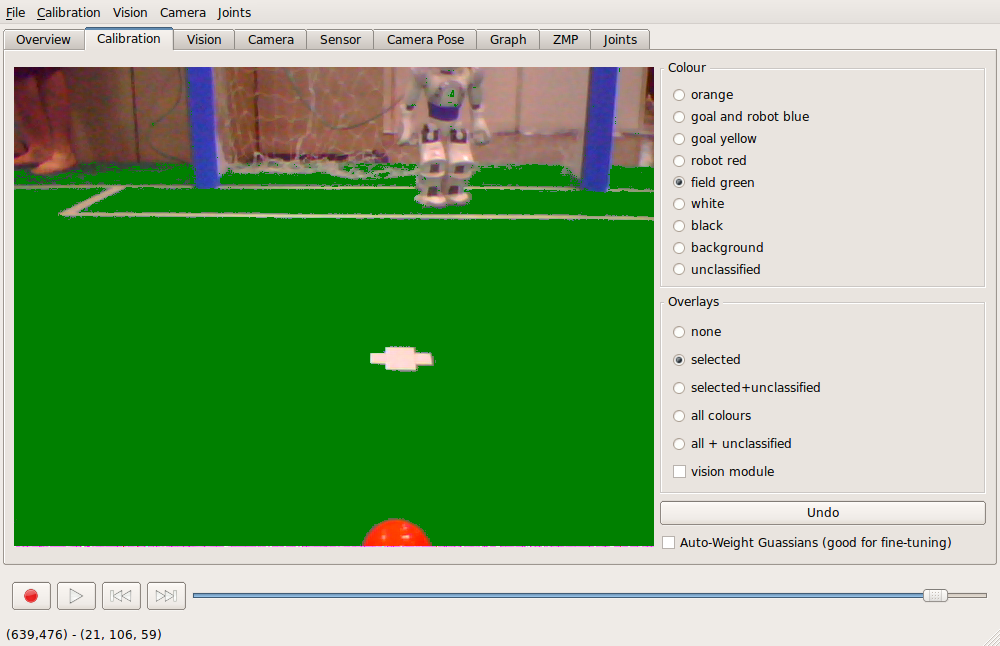 File Calibration Vision Camera Joints
Overview Calibration Vision Camera Sensor Camera Pose Graph ZMP Joints
Colour
orange
goal and robot blue
goal yellow
robot red
field green
white
black
background
unclassified
Overlays
none
selected
selected+unclassified
all colours
all + unclassified
vision module
Undo
Auto-Weight Guassians (good for fine-tuning)
(639,476) - (21, 106, 59)